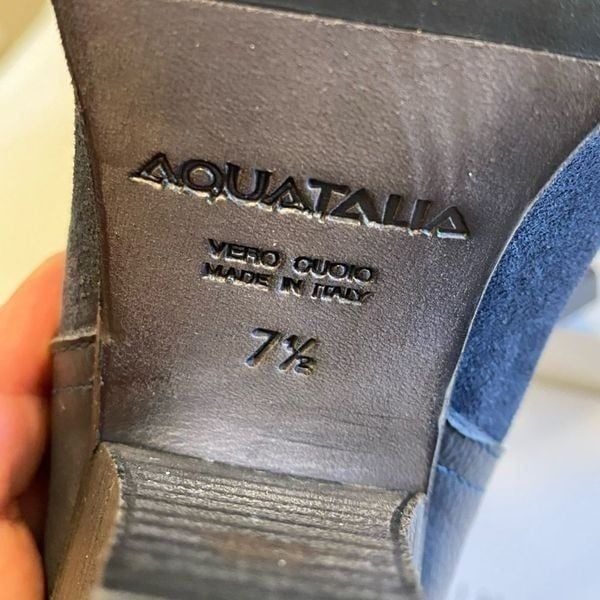 AQUATALIA
VERO CUOIO
MADE IN ITALY
7½